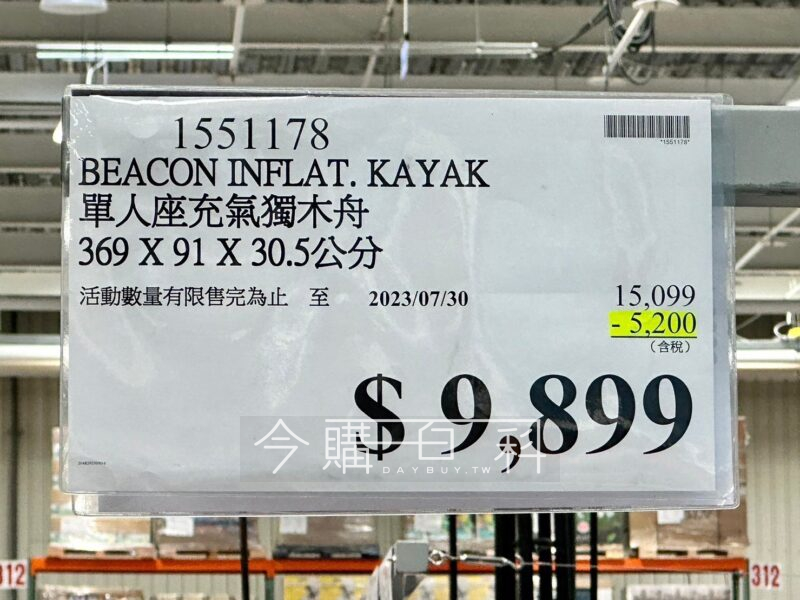 1551178
*1551178*
BEACON INFLAT. KAYAK
單人座充氣獨木舟
369 X 91 X 30.5公分
活動數量有限售完為止 至 2023/07/30
15,099
- 5,200
(含稅)
$ 9,899
今購百科
DAYBUY.TW
312
312